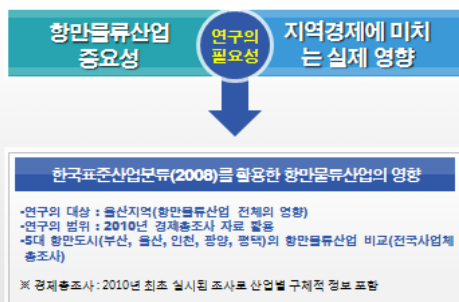 항만물류산업
중요성
연구의
필요성
지역경제에 미치
는 실제 영향
한국표준산업분류(2008)를 활용한 항만물류산업의 영향
-연구의 대상 : 울산지역(항만물류산업 전체의 영향)
-연구의 범위 : 2010년 경제총조사 자료 활용
-5대 항만도시(부산, 울산, 인천, 광양, 평택)의 항만물류산업 비교(전국사업체
총조사)
※ 경제총조사 : 2010년 최초 실시된 조사로 산업별 구체적 정보 포함